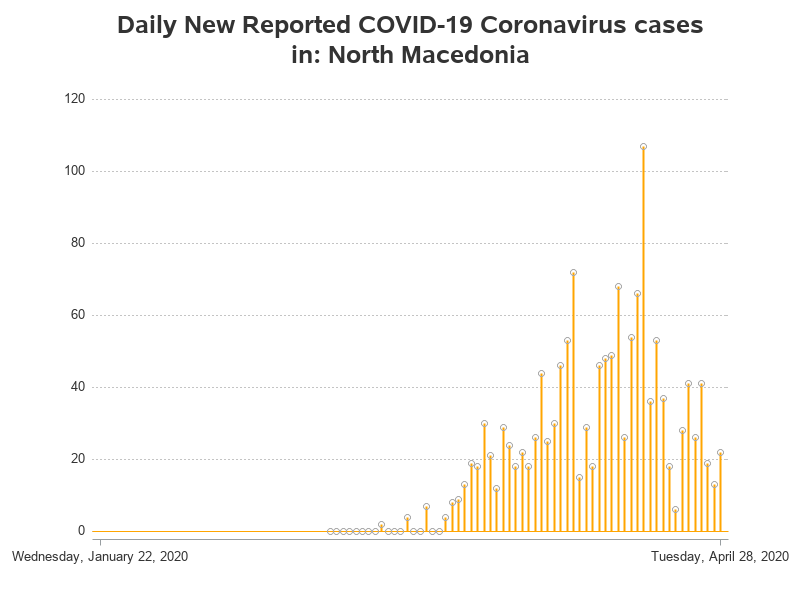 Daily New Reported COVID-19 Coronavirus cases
in: North Macedonia
120
100
80
60
40
20
0
Wednesday, January 22, 2020
Tuesday, April 28, 2020